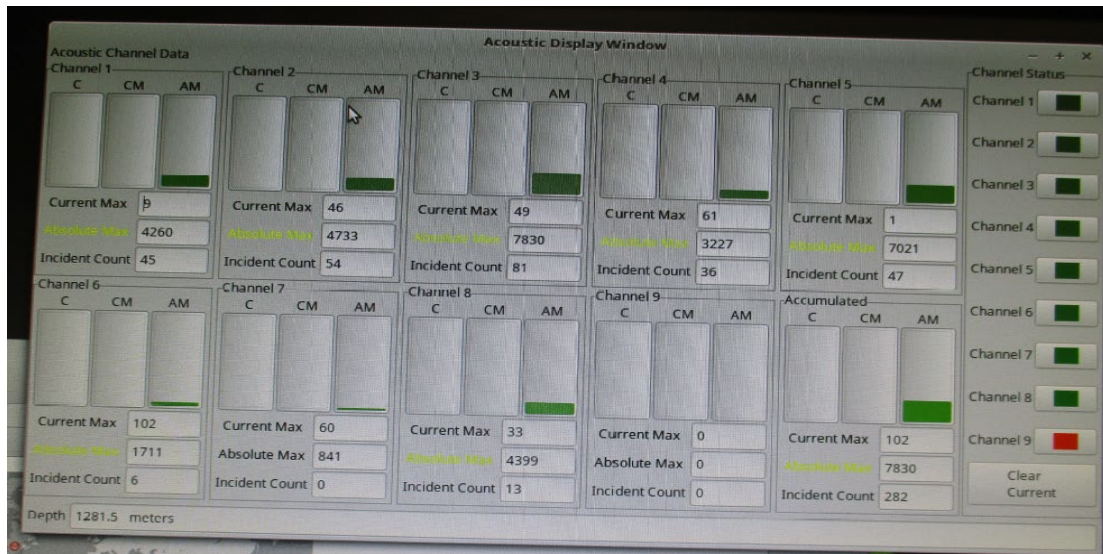 Acoustic Display Window
Acoustic Channel Data
Channel 1
C CM AM
Current Max 9
Absolute Max 4260
Incident Count 45
Channel 2
C CM AM
Current Max 46
Absolute Max 4733
Incident Count 54
Channel 3
C CM AM
Current Max 49
Absolute Max 7830
Incident Count 81
Channel 4
C CM AM
Current Max 61
Absolute Max 3227
Incident Count 36
Channel 5
C CM AM
Current Max 1
Absolute Max 7021
Incident Count 47
Channel 6
C CM AM
Current Max 102
Absolute Max 1711
Incident Count 6
Channel 7
C CM AM
Current Max 60
Absolute Max 841
Incident Count 0
Channel 8
C CM AM
Current Max 33
Absolute Max 4399
Incident Count 13
Channel 9
C CM AM
Current Max 0
Absolute Max 0
Incident Count 0
Accumulated
C CM AM
Current Max 102
Absolute Max 7830
Incident Count 282
Channel Status
Channel 1
Channel 2
Channel 3
Channel 4
Channel 5
Channel 6
Channel 7
Channel 8
Channel 9
Clear
Current
Depth 1281.5 meters